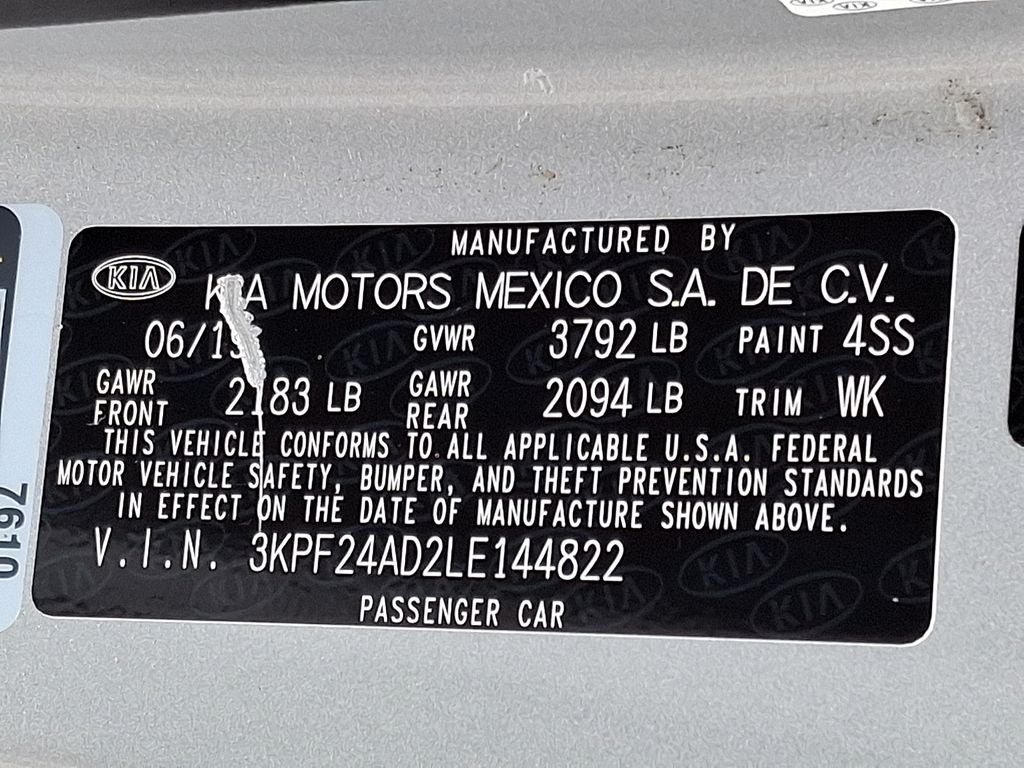 MANUFACTURED BY
KIA KIA MOTORS MEXICO S.A. DE C.V.
06/19 GVWR 3792 LB PAINT 4SS
GAWR FRONT 2183 LB GAWR REAR 2094 LB TRIM WK
THIS VEHICLE CONFORMS TO ALL APPLICABLE U.S.A. FEDERAL
MOTOR VEHICLE SAFETY, BUMPER, AND THEFT PREVENTION STANDARDS
IN EFFECT ON THE DATE OF MANUFACTURE SHOWN ABOVE.
V.I.N. 3KPF24AD2LE144822
PASSENGER CAR